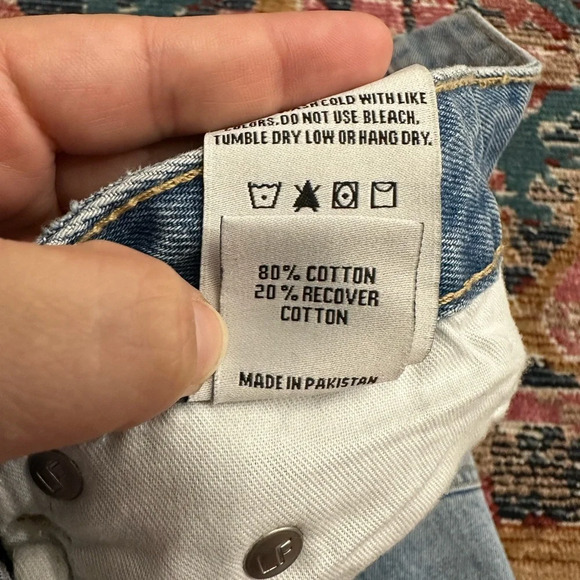 COLD WITH LIKE
COLORS. DO NOT USE BLEACH.
TUMBLE DRY LOW OR HANG DRY.
80% COTTON
20% RECOVER
COTTON
MADE IN PAKISTAN
LF
LF